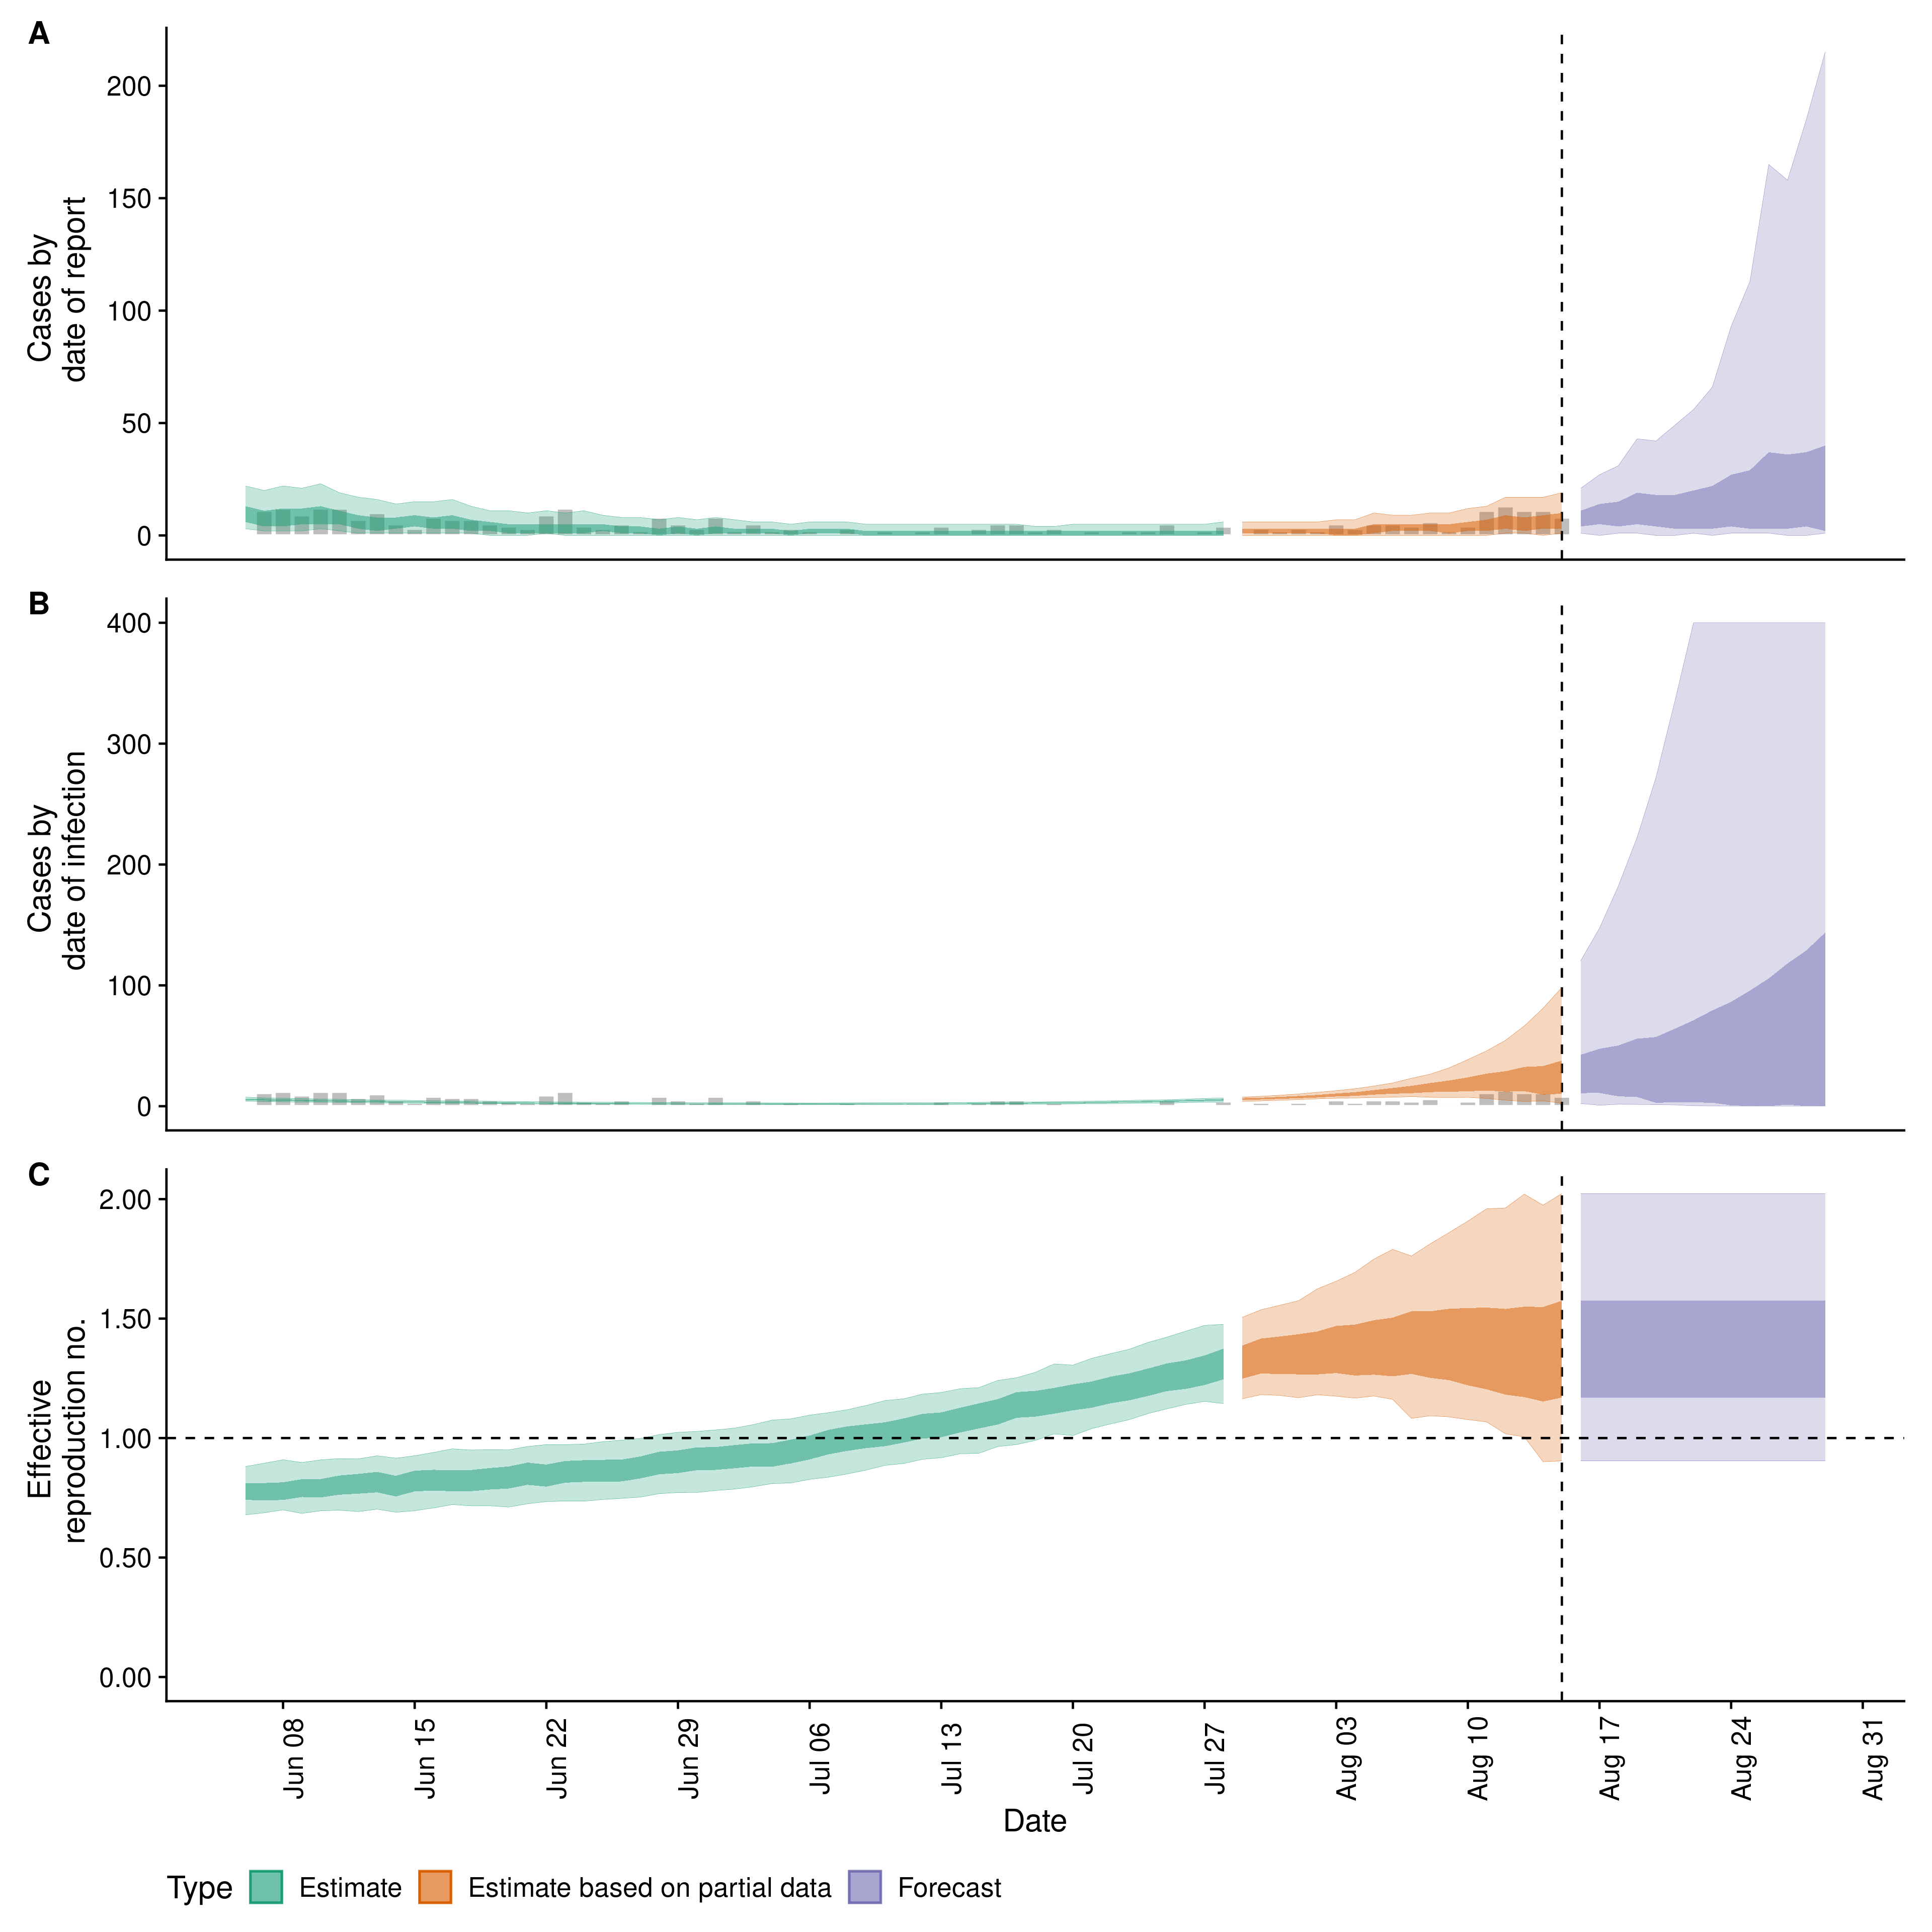 A
200
150
100
50
0
Cases by
date of report
B
400
300
200
100
0
Cases by
date of infection
C
2.00
1.50
1.00
0.50
0.00
Effective
reproduction no.
Jun 08
Jun 15
Jun 22
Jun 29
Jul 06
Jul 13
Jul 20
Jul 27
Aug 03
Aug 10
Aug 17
Aug 24
Aug 31
Date
Type Estimate Estimate based on partial data Forecast